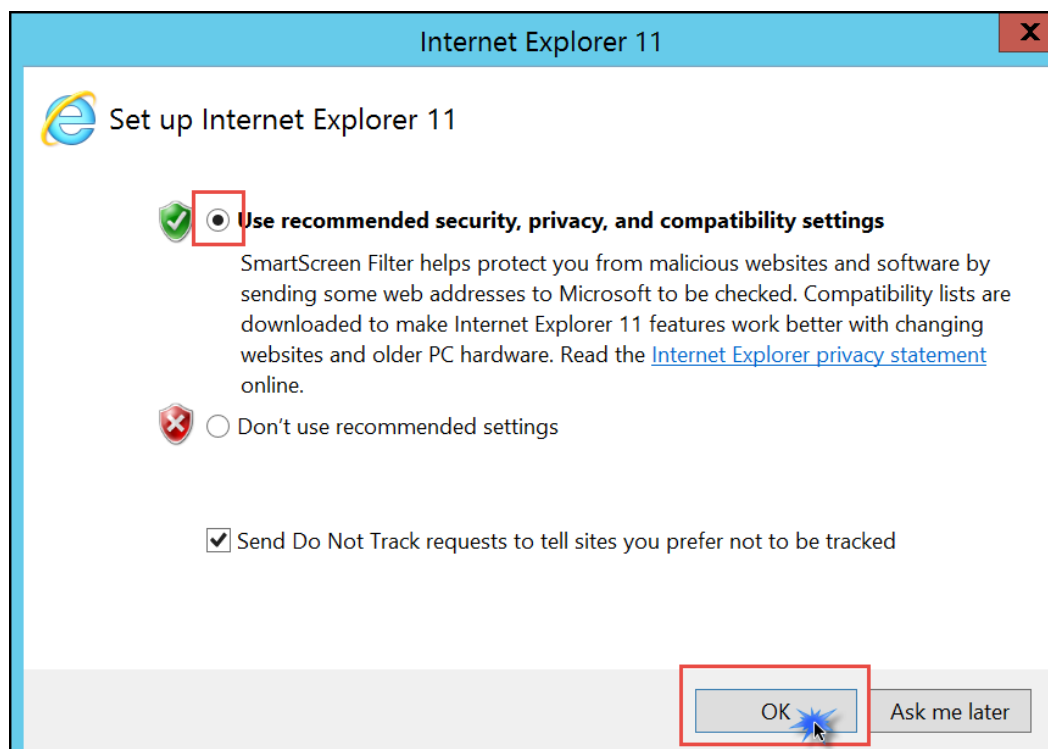 Internet Explorer 11
X
Set up Internet Explorer 11
Use recommended security, privacy, and compatibility settings
SmartScreen Filter helps protect you from malicious websites and software by
sending some web addresses to Microsoft to be checked. Compatibility lists are
downloaded to make Internet Explorer 11 features work better with changing
websites and older PC hardware. Read the Internet Explorer privacy statement
online.
Don't use recommended settings
Send Do Not Track requests to tell sites you prefer not to be tracked
OK
Ask me later